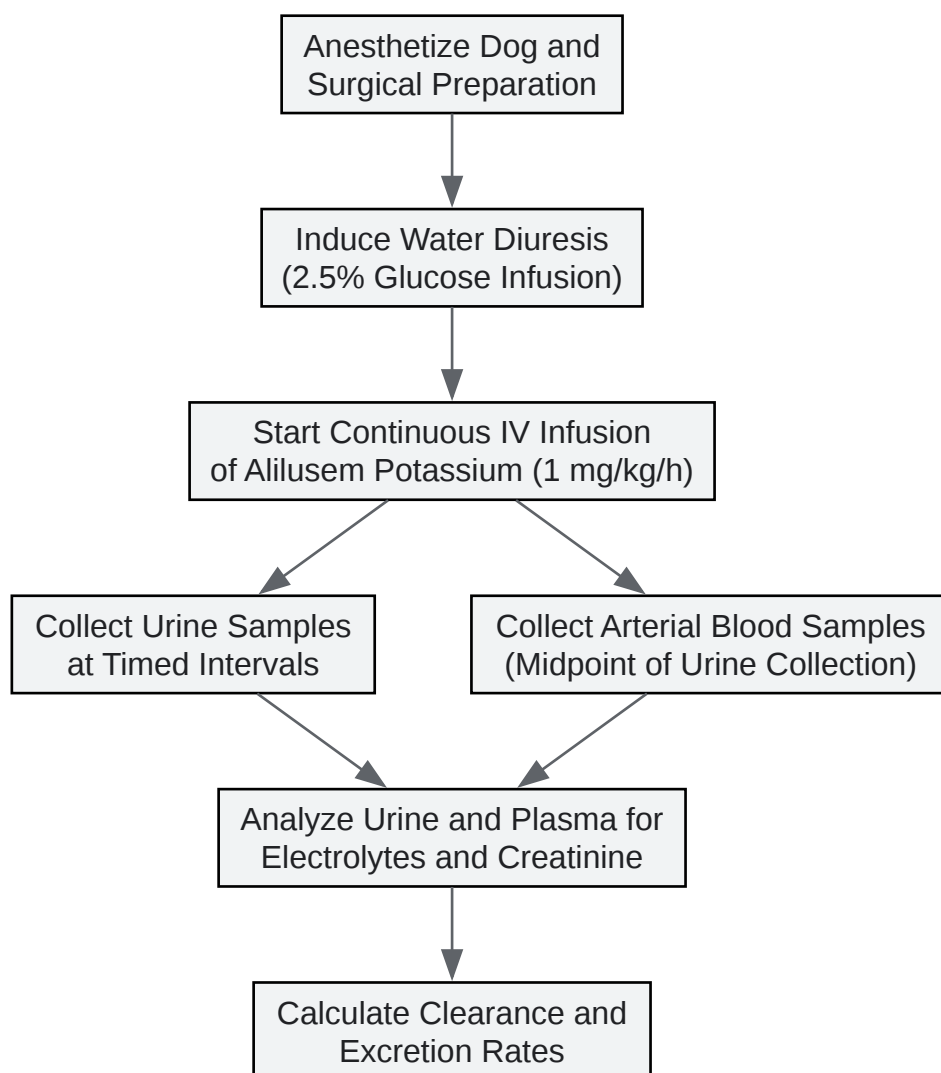 Anesthetize Dog and
Surgical Preparation
Induce Water Diuresis
(2.5% Glucose Infusion)
Start Continuous IV Infusion
of Alilusem Potassium (1 mg/kg/h)
Collect Urine Samples
at Timed Intervals
Collect Arterial Blood Samples
(Midpoint of Urine Collection)
Analyze Urine and Plasma for
Electrolytes and Creatinine
Calculate Clearance and
Excretion Rates